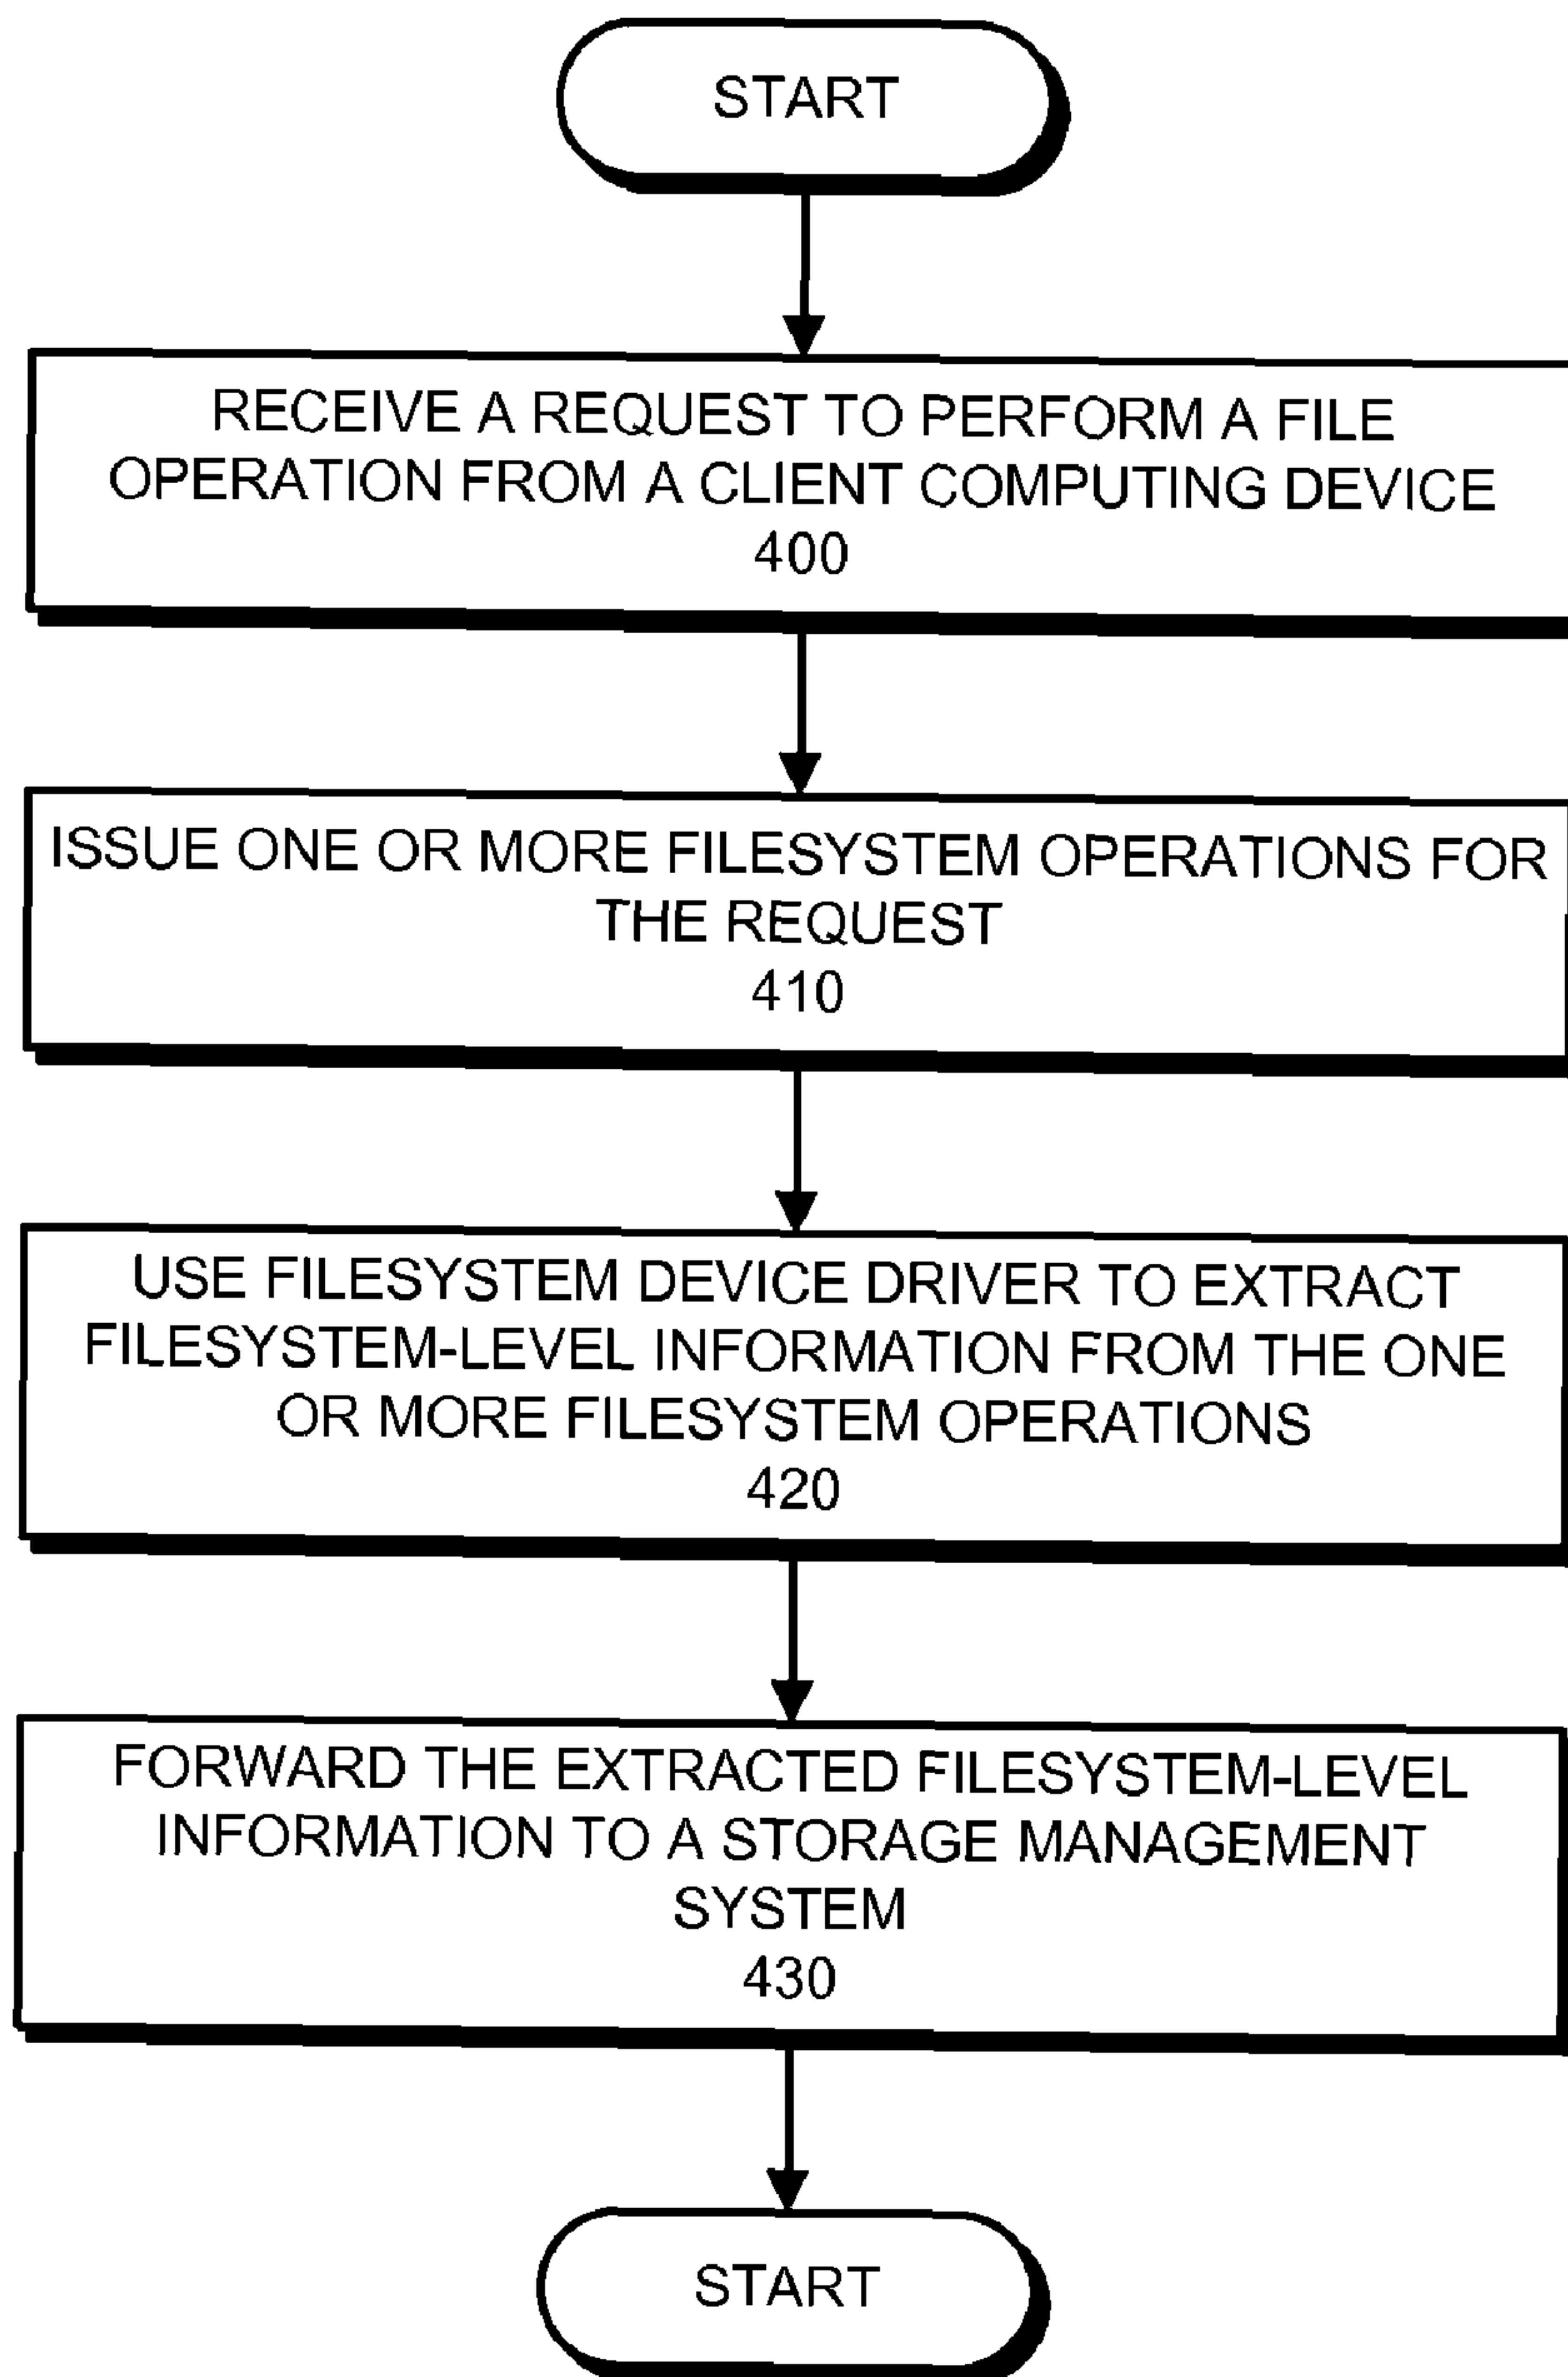 START
RECEIVE A REQUEST TO PERFORM A FILE
OPERATION FROM A CLIENT COMPUTING DEVICE
400
ISSUE ONE OR MORE FILESYSTEM OPERATIONS FOR
THE REQUEST
410
USE FILESYSTEM DEVICE DRIVER TO EXTRACT
FILESYSTEM-LEVEL INFORMATION FROM THE ONE
OR MORE FILESYSTEM OPERATIONS
420
FORWARD THE EXTRACTED FILESYSTEM-LEVEL
INFORMATION TO A STORAGE MANAGEMENT
SYSTEM
430
START